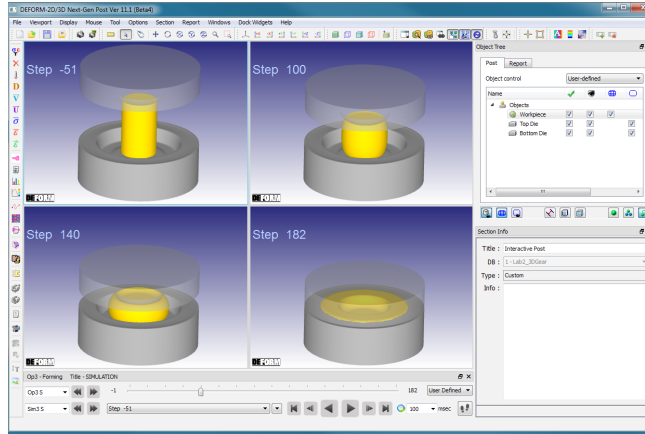 DEFORM-2D/3D Next-Gen Post Ver 11.1 (Beta4)
File Viewport Display Mouse Tool Options Section Report Windows Dock Widgets Help
Step -51
Step 100
DEFORM
DEFORM
Step 140
Step 182
DEFORM
DEFORM
Object Tree
Post Report
Object control User-defined
Name
Objects
Workpiece
Top Die
Bottom Die
Section Info
Title : Interactive Post
DB : 1 - Lab2_3DGear
Type : Custom
Info :
Op3 - Forming Title - SIMULATION
Op3 S -1 182 User Defined
Sim3 S Step -51 100 msec